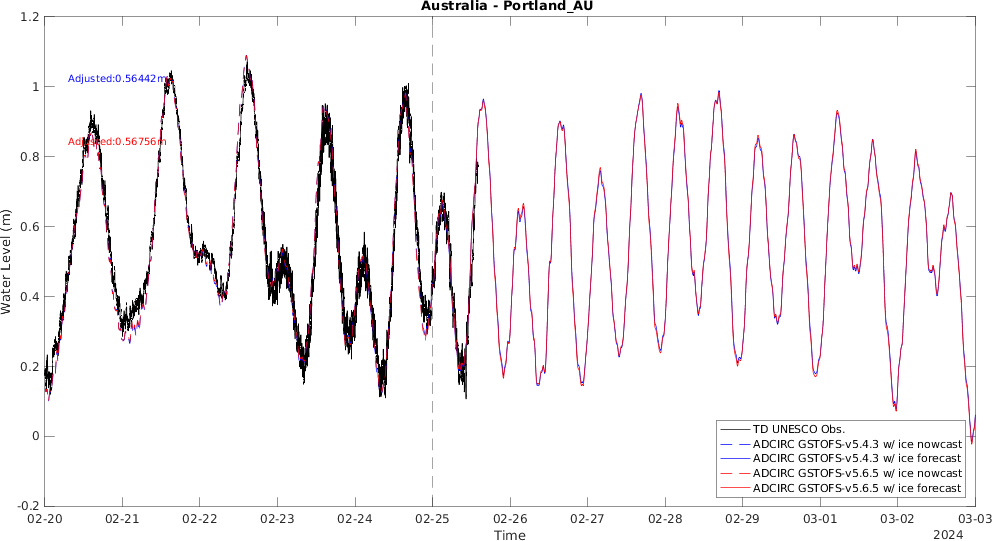 Australia - Portland_AU
1.2
1
0.8
0.6
0.4
0.2
0
-0.2
Water Level (m)
Adjusted:0.56442m
Adjusted:0.56756m
TD UNESCO Obs.
ADCIRC GSTOFS-v5.4.3 w/ ice nowcast
ADCIRC GSTOFS-v5.4.3 w/ ice forecast
ADCIRC GSTOFS-v5.6.5 w/ ice nowcast
ADCIRC GSTOFS-v5.6.5 w/ ice forecast
02-20 02-21 02-22 02-23 02-24 02-25 02-26 02-27 02-28 02-29 03-01 03-02 03-03
Time
2024